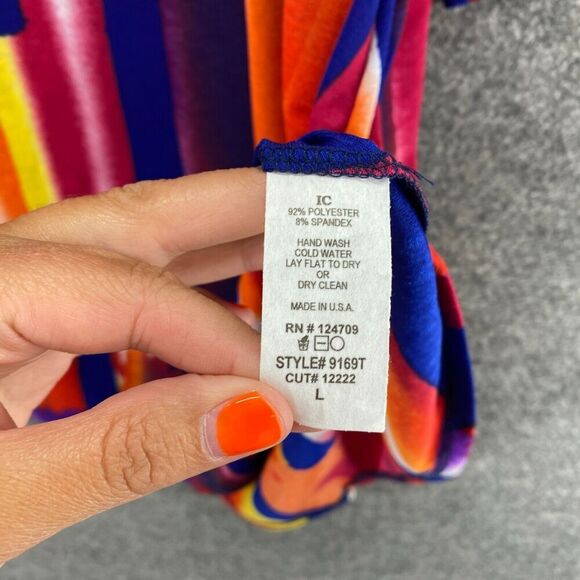 IC
92% POLYESTER
8% SPANDEX
HAND WASH
COLD WATER
LAY FLAT TO DRY
OR
DRY CLEAN
MADE IN U.S.A.
RN # 124709
STYLE# 9169T
CUT# 12222
L